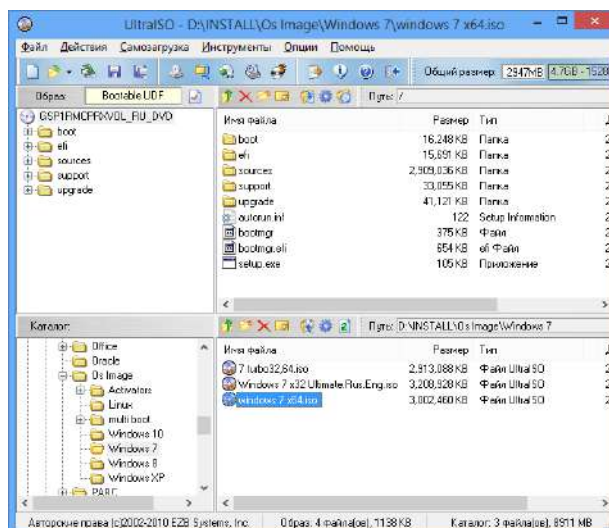 UltraISO - D:\INSTALL\Os Image\Windows 7\windows 7 x64.iso
Файл Действия Самозагрузка Инструменты Опции Помощь
Общий размер: 2847MB
Образ: Bootable UDF Путь: /
GSP1RMCPRXVOL_RU_DVD
boot
efi
sources
support
upgrade
Имя файла Размер Тип
boot 16,248 KB Папка
efi 15,691 KB Папка
sources 2,909,036 KB Папка
support 33,055 KB Папка
upgrade 41,121 KB Папка
autorun.inf 122 Setup Information
bootmgr 375 KB Файл
bootmgr.efi 654 KB efi Файл
setup.exe 105 KB Приложение
Каталог: Путь: D:\INSTALL\Os Image\Windows 7
Office
Oracle
Os Image
Activators
Linux
multi boot
Windows 10
Windows 7
Windows 8
Windows XP
PARC
Имя файла Размер Тип
7 turbo32,64.iso 2,913,088 KB Файл UltraISO
Windows 7 x32 Ultimate.Rus.Eng.iso 3,208,928 KB Файл UltraISO
windows 7 x64.iso 3,002,460 KB Файл UltraISO
Авторские права (c)2002-2010 EZB Systems, Inc. Образ: 4 файла(ов), 1138 KB Каталог: 3 файла(ов), 8911 MB